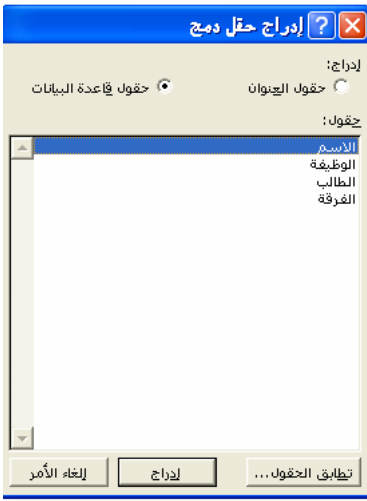 إدراج حقل دمج
إدراج:
حقول العنوان
حقول قاعدة البيانات
حقول:
الاسم
الوظيفة
الطالب
الفرقة
تطابق الحقول...
إدراج
إلغاء الأمر